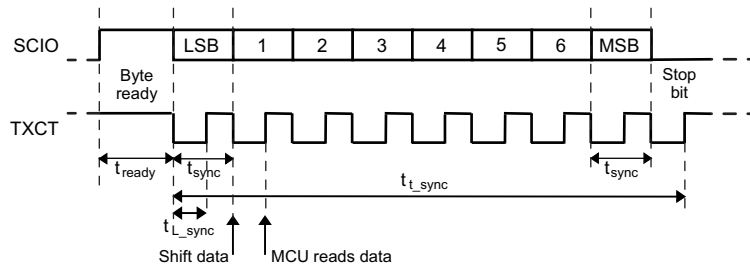 SCIO LSB 1 2 3 4 5 6 MSB
Byte ready
Stop bit
TXCT
tready tsync tsync
tt_sync
tL_sync
Shift data MCU reads data